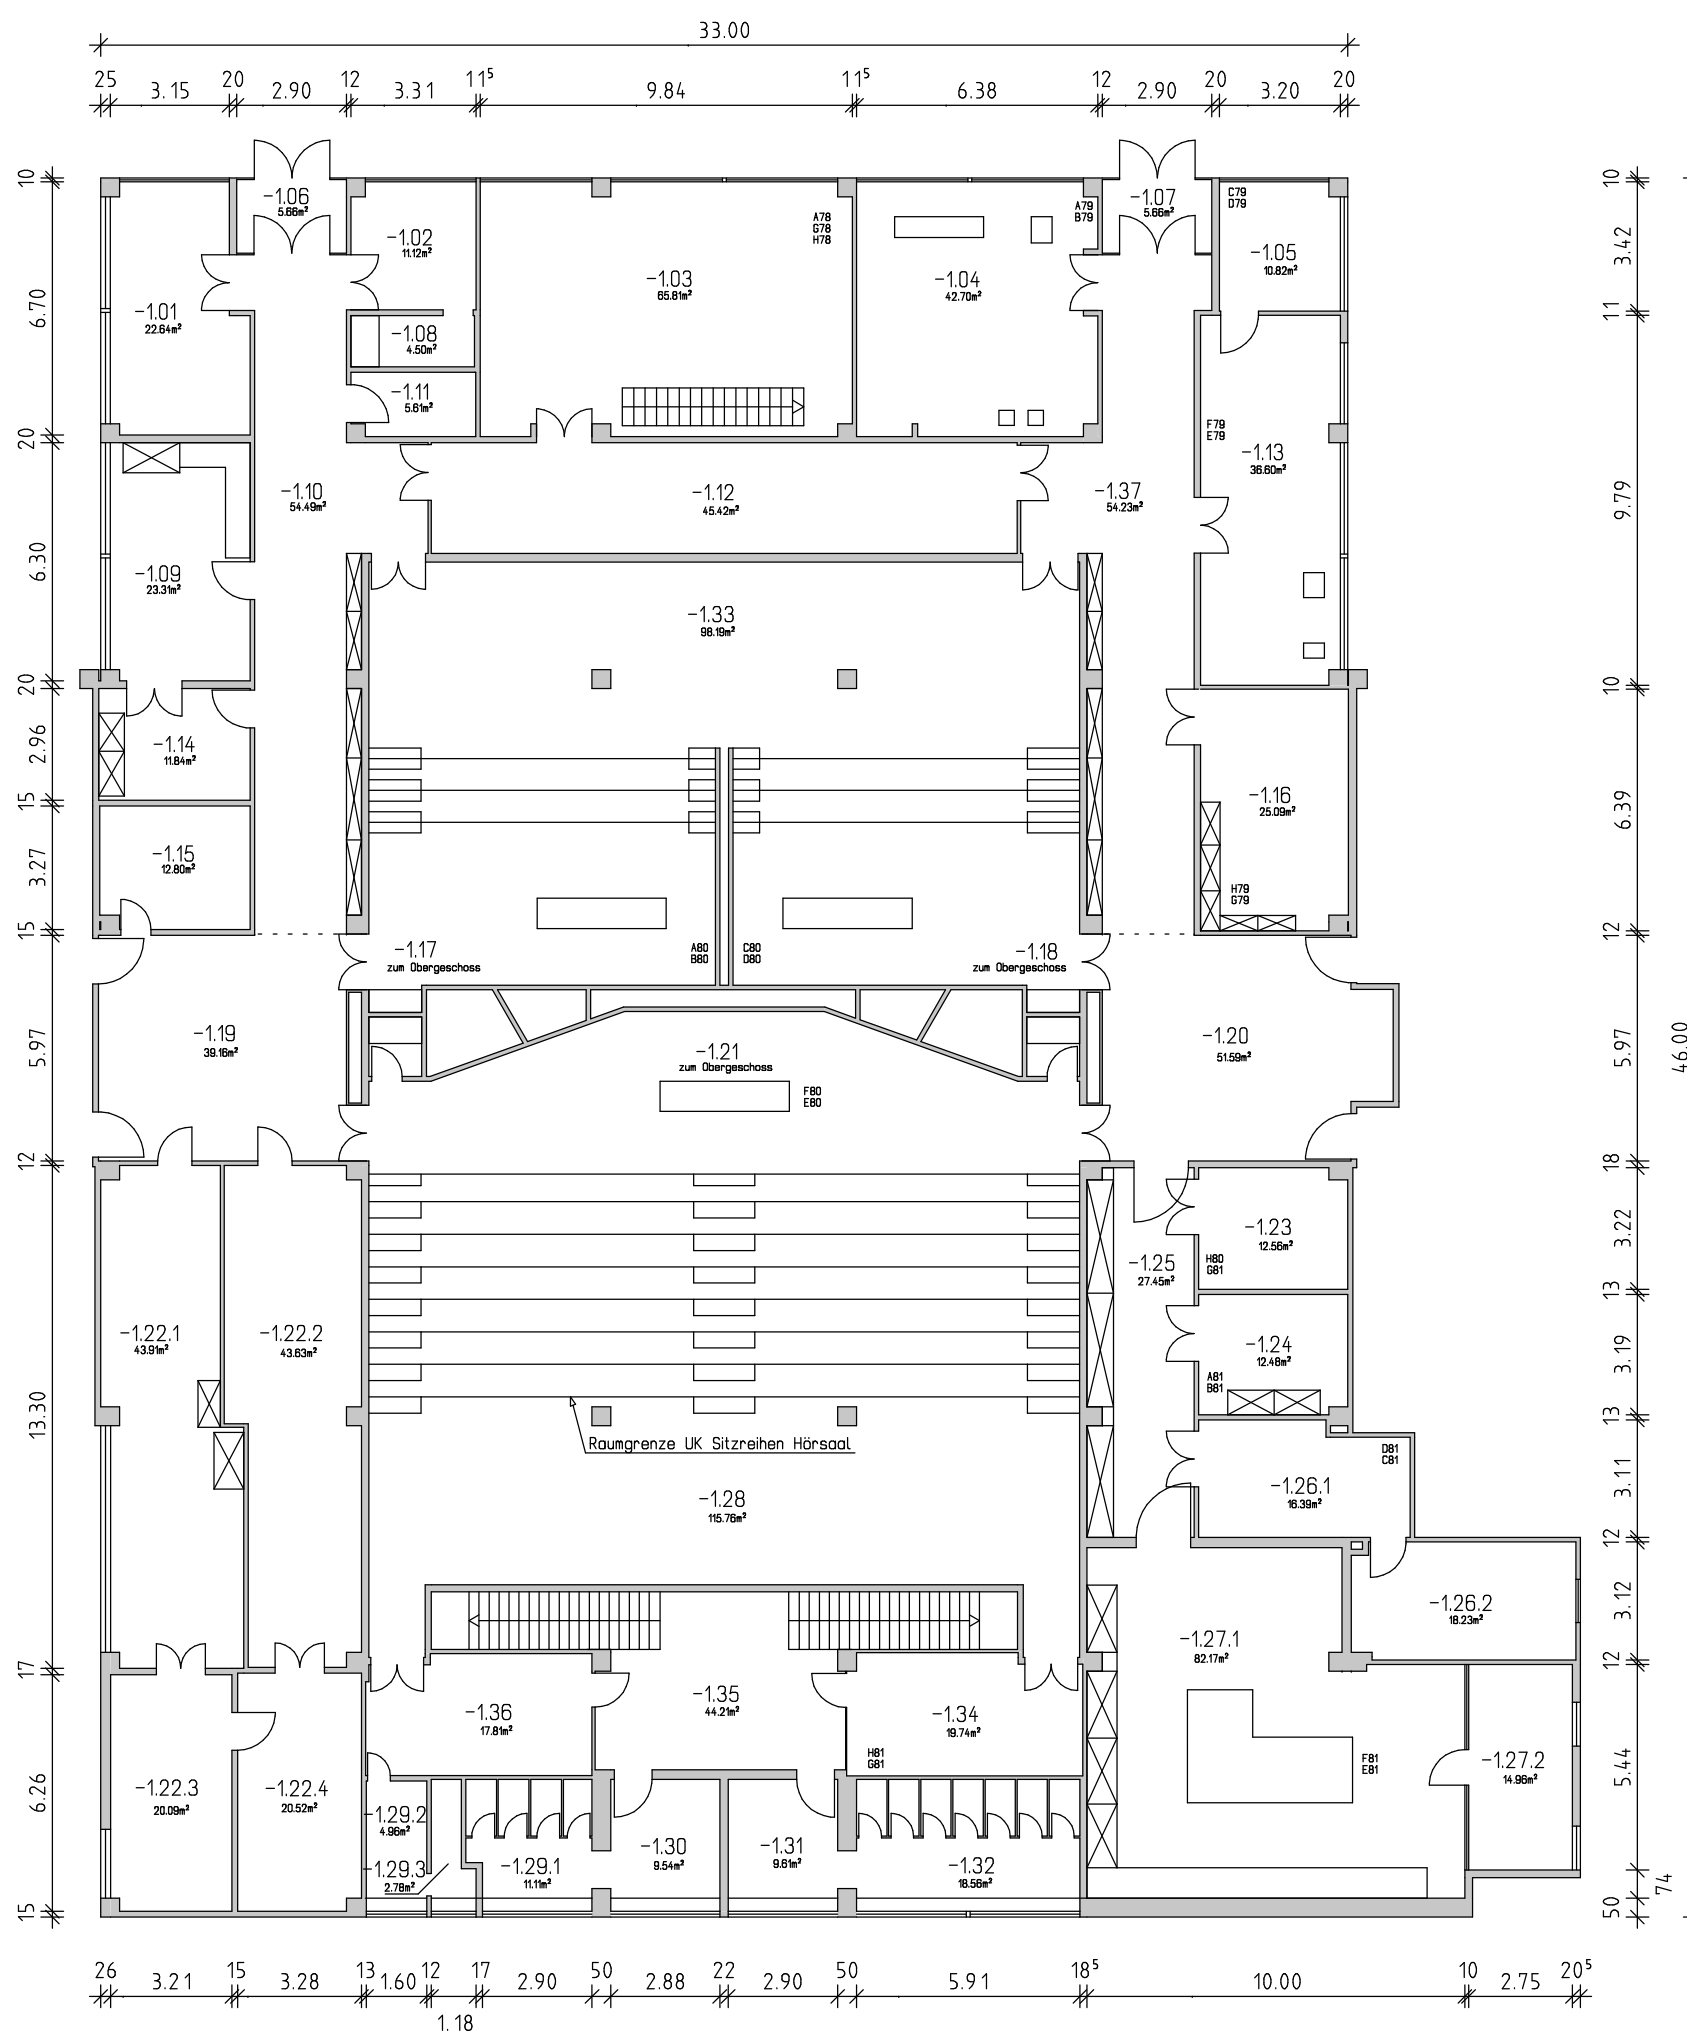 33.00
25 3.15 20 2.90 12 3.31 11⁵ 9.84 11⁵ 6.38 12 2.90 20 3.20 20
10
10
-1.06
5.66m²
-1.07
5.66m²
C79
D79
A78
G78
H78
A79
B79
-1.02
11.12m²
-1.03
65.81m²
-1.04
42.70m²
-1.05
10.82m²
3.42
6.70
-1.01
22.64m²
-1.08
4.50m²
11
-1.11
5.61m²
20
F79
E79
-1.13
36.60m²
-1.10
54.49m²
-1.12
45.42m²
-1.37
54.23m²
9.79
6.30
-1.09
23.31m²
-1.33
98.19m²
20
10
2.96
-1.14
11.84m²
15
-1.16
25.09m²
6.39
3.27
-1.15
12.80m²
H79
G79
15
12
-1.17
zum Obergeschoss
A80
B80
C80
D80
-1.18
zum Obergeschoss
5.97
-1.19
39.16m²
-1.21
zum Obergeschoss
F80
E80
-1.20
51.59m²
5.97
46.00
12
18
-1.23
12.56m²
3.22
H80
G81
-1.25
27.45m²
13
-1.22.1
43.91m²
-1.22.2
43.63m²
-1.24
12.48m²
3.19
A81
B81
13.30
13
Raumgrenze UK Sitzreihen Hörsaal
D81
C81
-1.26.1
16.39m²
3.11
-1.28
115.76m²
12
-1.26.2
18.23m²
3.12
-1.27.1
82.17m²
17
12
-1.36
17.81m²
-1.35
44.21m²
-1.34
19.74m²
H81
G81
F81
E81
-1.27.2
14.96m²
5.44
6.26
-1.22.3
20.09m²
-1.22.4
20.52m²
-1.29.2
4.96m²
-1.29.3
2.78m²
-1.29.1
11.11m²
-1.30
9.54m²
-1.31
9.61m²
-1.32
18.56m²
74
15
50
26 3.21 15 3.28 13 1.60 12 17 2.90 50 2.88 22 2.90 50 5.91 18⁵ 10.00 10 2.75 20⁵
1.18